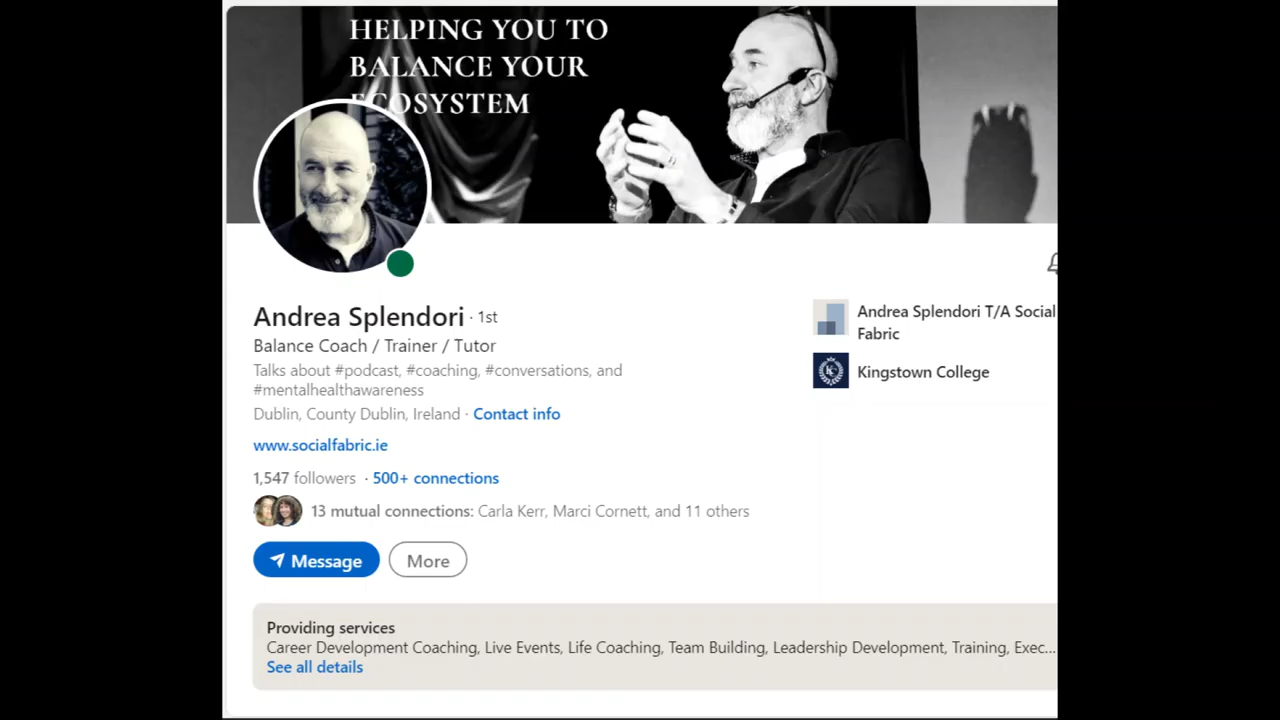 HELPING YOU TO
BALANCE YOUR
ECOSYSTEM
Andrea Splendori · 1st
Balance Coach / Trainer / Tutor
Talks about #podcast, #coaching, #conversations, and
#mentalhealthawareness
Dublin, County Dublin, Ireland · Contact info
www.socialfabric.ie
1,547 followers · 500+ connections
13 mutual connections: Carla Kerr, Marci Cornett, and 11 others
Message
More
Andrea Splendori T/A Social
Fabric
KC
Kingstown College
Providing services
Career Development Coaching, Live Events, Life Coaching, Team Building, Leadership Development, Training, Exec...
See all details